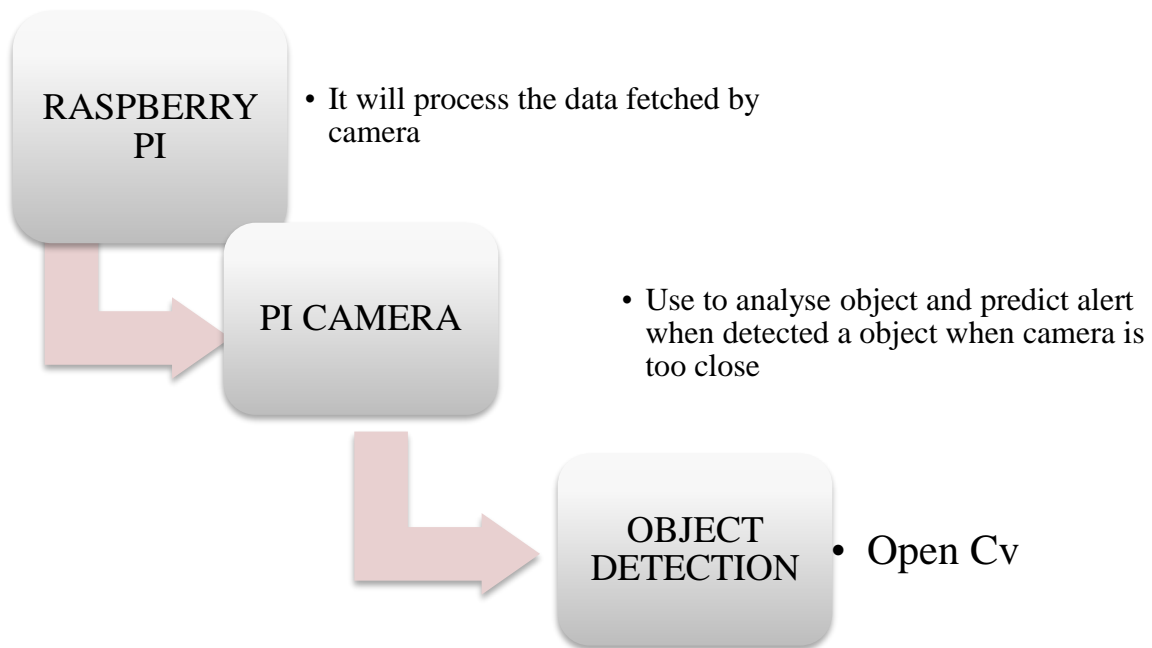 RASPBERRY
PI
• It will process the data fetched by
camera
PI CAMERA
• Use to analyse object and predict alert
when detected a object when camera is
too close
OBJECT
DETECTION
• Open Cv